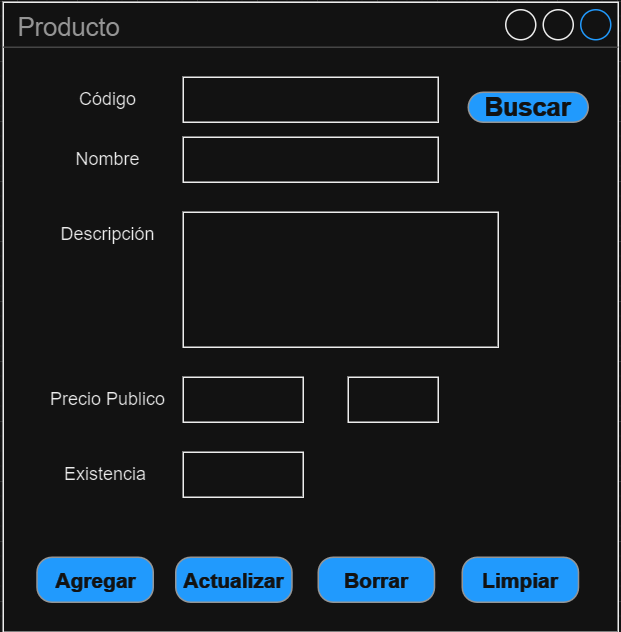 Producto
Código
Buscar
Nombre
Descripción
Precio Publico
Existencia
Agregar
Actualizar
Borrar
Limpiar